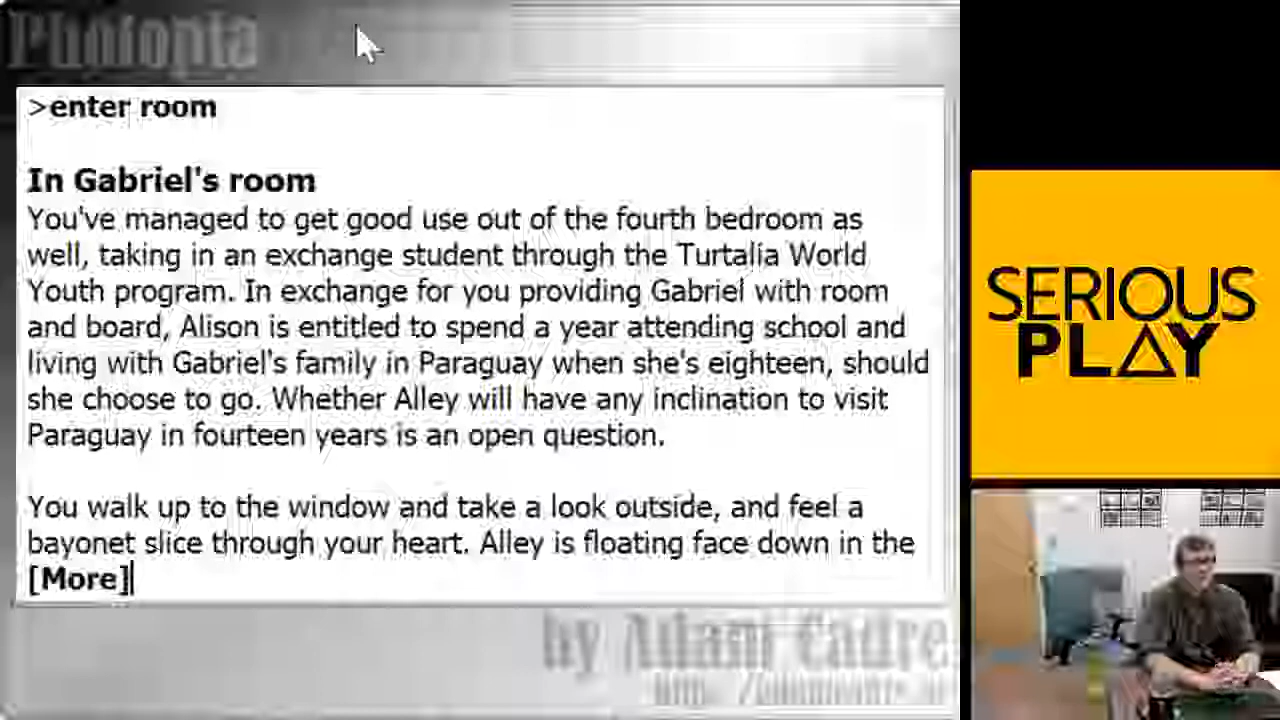 Photopia
>enter room
In Gabriel's room
You've managed to get good use out of the fourth bedroom as
well, taking in an exchange student through the Turtalia World
Youth program. In exchange for you providing Gabriel with room
and board, Alison is entitled to spend a year attending school and
living with Gabriel's family in Paraguay when she's eighteen, should
she choose to go. Whether Alley will have any inclination to visit
Paraguay in fourteen years is an open question.
You walk up to the window and take a look outside, and feel a
bayonet slice through your heart. Alley is floating face down in the
[More]
by Adam Cadre
SERIOUS
PLAY